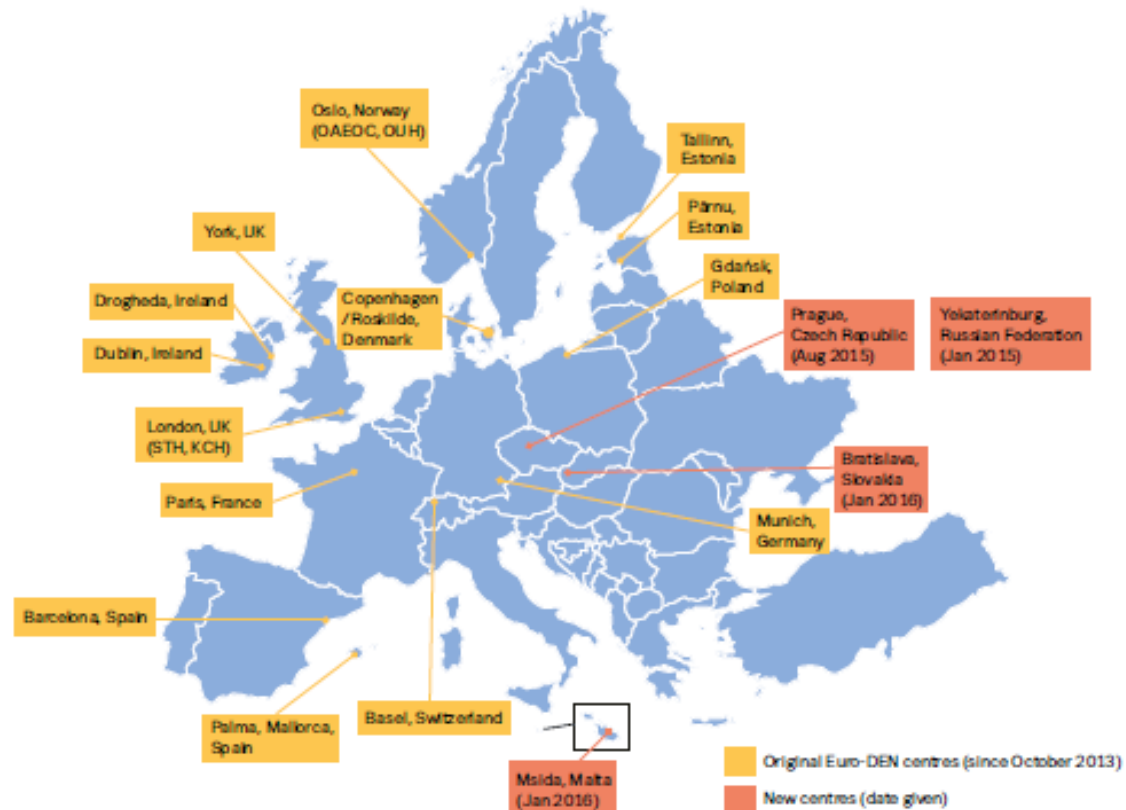 Oslo, Norway
(OAEOC, OUH)
Tallinn,
Estonia
Pärnu,
Estonia
York, UK
Gdańsk,
Poland
Drogheda, Ireland
Copenhagen
/Roskilde,
Denmark
Prague,
Czech Republic
(Aug 2015)
Yekaterinburg,
Russian Federation
(Jan 2015)
Dublin, Ireland
London, UK
(STH, KCH)
Bratislava,
Slovakia
(Jan 2016)
Paris, France
Munich,
Germany
Barcelona, Spain
Basel, Switzerland
Palma, Mallorca,
Spain
Msida, Malta
(Jan 2016)
Original Euro-DEN centres (since October 2013)
New centres (date given)